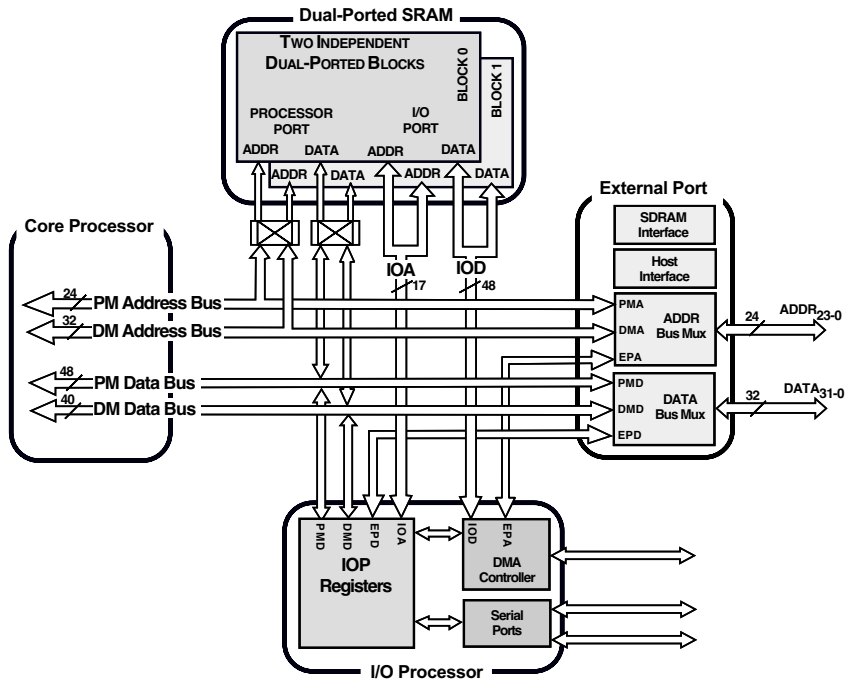 Dual-Ported SRAM
TWO INDEPENDENT
DUAL-PORTED BLOCKS
BLOCK 0
BLOCK 1
PROCESSOR
PORT
I/O
PORT
ADDR
DATA
ADDR
DATA
ADDR
DATA
ADDR
DATA
Core Processor
External Port
SDRAM
Interface
Host
Interface
IOA
17
IOD
48
24
PM Address Bus
32
DM Address Bus
48
PM Data Bus
40
DM Data Bus
PMA
DMA
EPA
ADDR
Bus Mux
24
ADDR23-0
PMD
DMD
EPD
DATA
Bus Mux
32
DATA31-0
PMD
DMD
EPD
IOA
IOP
Registers
IOD
EPA
DMA
Controller
Serial
Ports
I/O Processor